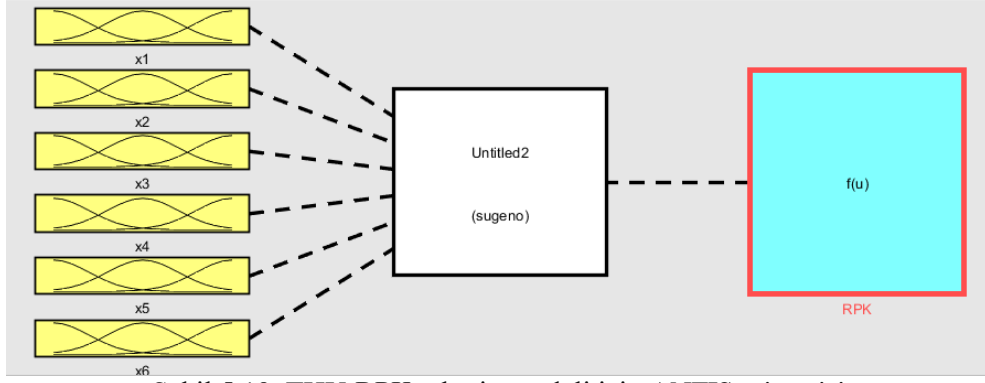 x1
x2
x3
x4
x5
x6
Untitled2
(sugeno)
f(u)
RPK